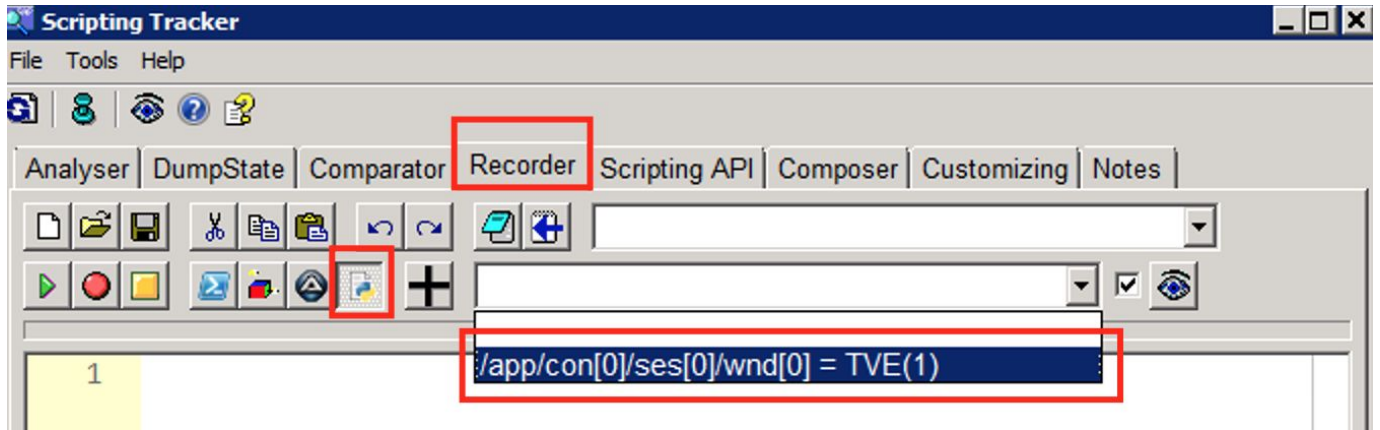 Scripting Tracker
File Tools Help
Analyser DumpState Comparator Recorder Scripting API Composer Customizing Notes
/app/con[0]/ses[0]/wnd[0] = TVE(1)
1